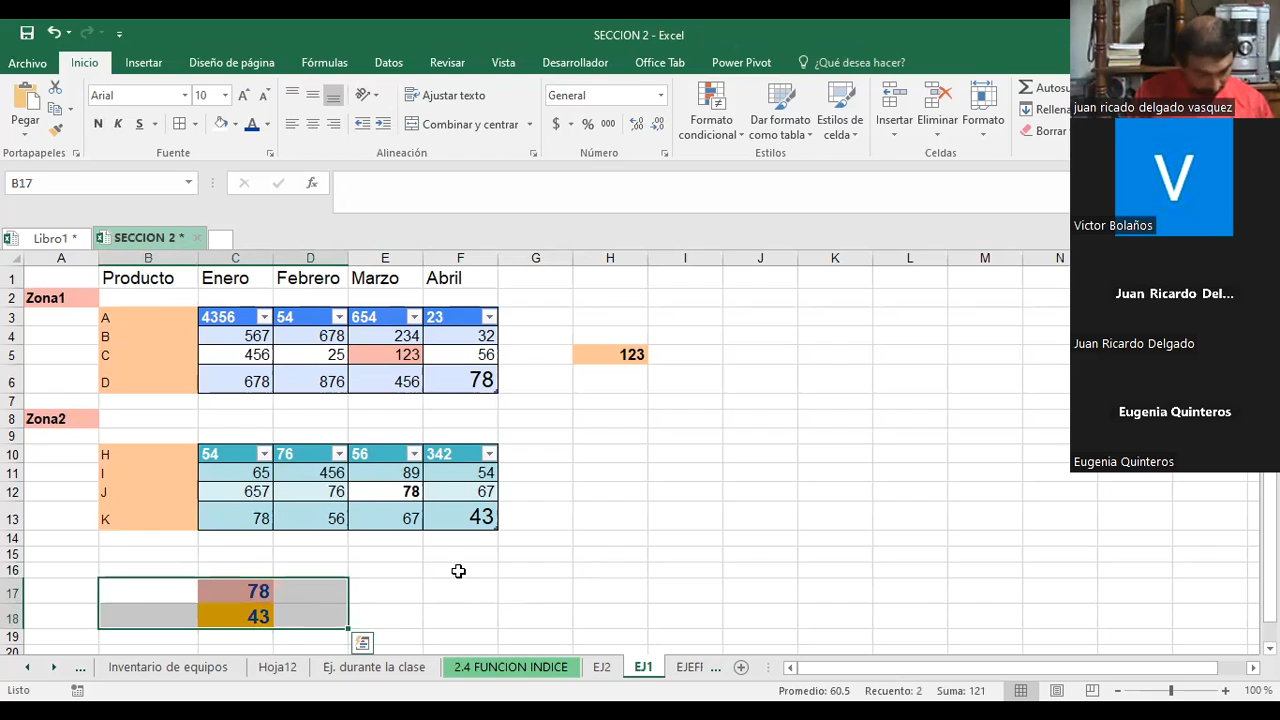 SECCION 2 - Excel
Archivo Inicio Insertar Diseño de página Fórmulas Datos Revisar Vista Desarrollador Office Tab Power Pivot ¿Qué desea hacer?
Pegar
Arial 10
N K S
Ajustar texto
Combinar y centrar
General
$ % 000
Formato condicional
Dar formato como tabla
Estilos de celda
Insertar Eliminar Formato
Autosu
Rellena
Borrar
Portapapeles Fuente Alineación Número Estilos Celdas
B17 fx
Libro1 * SECCION 2 *
A B C D E F G H I J K L M N
1 Producto Enero Febrero Marzo Abril
2 Zona1
3 A 4356 54 654 23
4 B 567 678 234 32
5 C 456 25 123 56 123
6 D 678 876 456 78
7
8 Zona2
9
10 H 54 76 56 342
11 I 65 456 89 54
12 J 657 76 78 67
13 K 78 56 67 43
14
15
16
17 78
18 43
19
20
... Inventario de equipos Hoja12 Ej. durante la clase 2.4 FUNCION INDICE EJ2 EJ1 EJEFI ...
Listo Promedio: 60.5 Recuento: 2 Suma: 121 100 %
juan ricado delgado vasquez
V
Victor Bolaños
Juan Ricardo Del...
Juan Ricardo Delgado
Eugenia Quinteros
Eugenia Quinteros